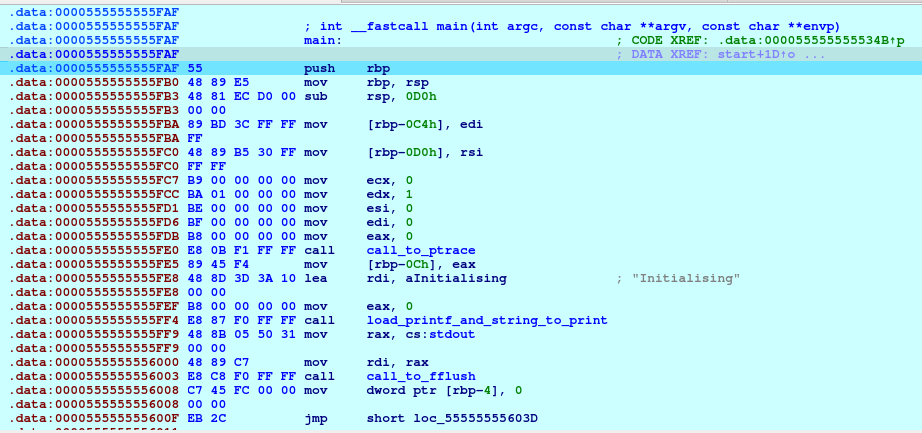 .data:0000555555555FAF
.data:0000555555555FAF ; int __fastcall main(int argc, const char **argv, const char **envp)
.data:0000555555555FAF main: ; CODE XREF: .data:000055555555534B↑p
.data:0000555555555FAF ; DATA XREF: start+1D↑o ...
.data:0000555555555FAF 55 push rbp
.data:0000555555555FB0 48 89 E5 mov rbp, rsp
.data:0000555555555FB3 48 81 EC D0 00 sub rsp, 0D0h
.data:0000555555555FB3 00 00
.data:0000555555555FBA 89 BD 3C FF FF mov [rbp-0C4h], edi
.data:0000555555555FBA FF
.data:0000555555555FC0 48 89 B5 30 FF mov [rbp-0D0h], rsi
.data:0000555555555FC0 FF FF
.data:0000555555555FC7 B9 00 00 00 00 mov ecx, 0
.data:0000555555555FCC BA 01 00 00 00 mov edx, 1
.data:0000555555555FD1 BE 00 00 00 00 mov esi, 0
.data:0000555555555FD6 BF 00 00 00 00 mov edi, 0
.data:0000555555555FDB B8 00 00 00 00 mov eax, 0
.data:0000555555555FE0 E8 0B F1 FF FF call call_to_ptrace
.data:0000555555555FE5 89 45 F4 mov [rbp-0Ch], eax
.data:0000555555555FE8 48 8D 3D 3A 10 lea rdi, aInitialising ; "Initialising"
.data:0000555555555FE8 00 00
.data:0000555555555FEF B8 00 00 00 00 mov eax, 0
.data:0000555555555FF4 E8 87 F0 FF FF call load_printf_and_string_to_print
.data:0000555555555FF9 48 8B 05 50 31 mov rax, cs:stdout
.data:0000555555555FF9 00 00
.data:0000555555556000 48 89 C7 mov rdi, rax
.data:0000555555556003 E8 C8 F0 FF FF call call_to_fflush
.data:0000555555556008 C7 45 FC 00 00 mov dword ptr [rbp-4], 0
.data:0000555555556008 00 00
.data:000055555555600F EB 2C jmp short loc_55555555603D